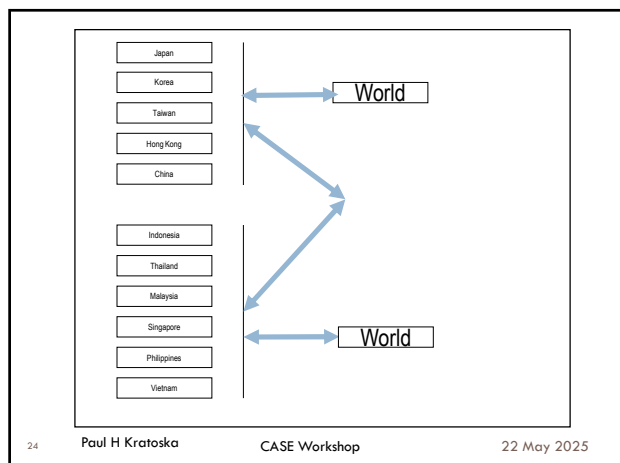 Japan
Korea
World
Taiwan
Hong Kong
China
Indonesia
Thailand
Malaysia
Singapore
World
Philippines
Vietnam
24 Paul H Kratoska CASE Workshop 22 May 2025